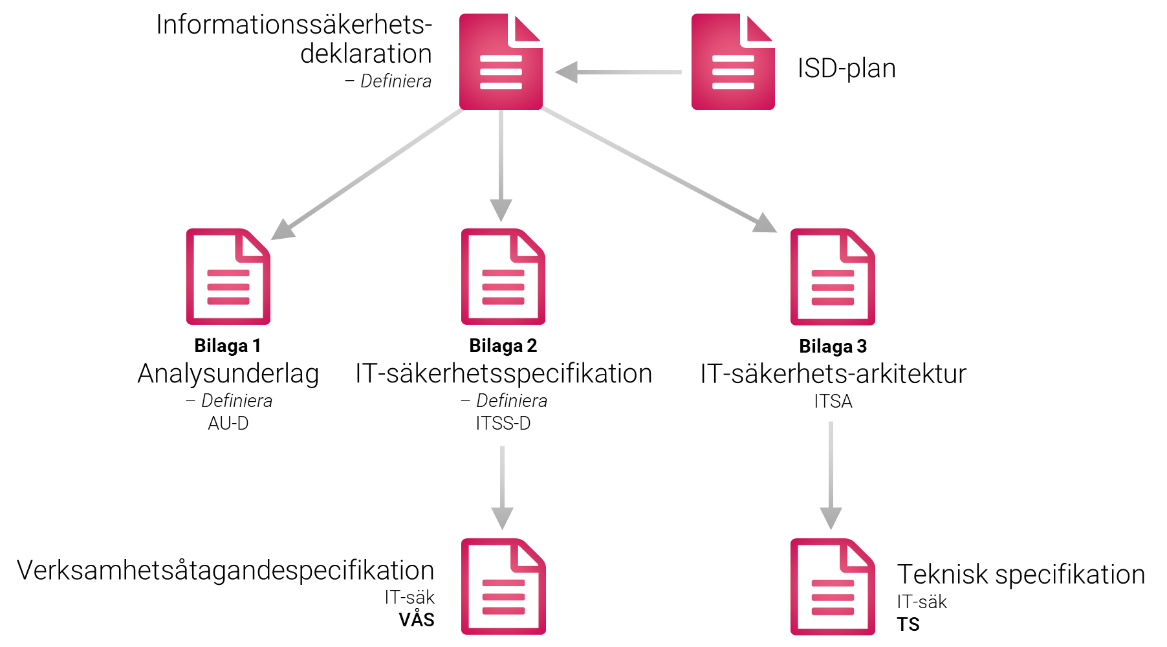 Informationssäkerhets-
deklaration
– Definiera
ISD-plan
Bilaga 1
Analysunderlag
– Definiera
AU-D
Bilaga 2
IT-säkerhetsspecifikation
– Definiera
ITSS-D
Bilaga 3
IT-säkerhets-arkitektur
ITSA
Verksamhetsåtagandespecifikation
IT-säk
VÅS
Teknisk specifikation
IT-säk
TS